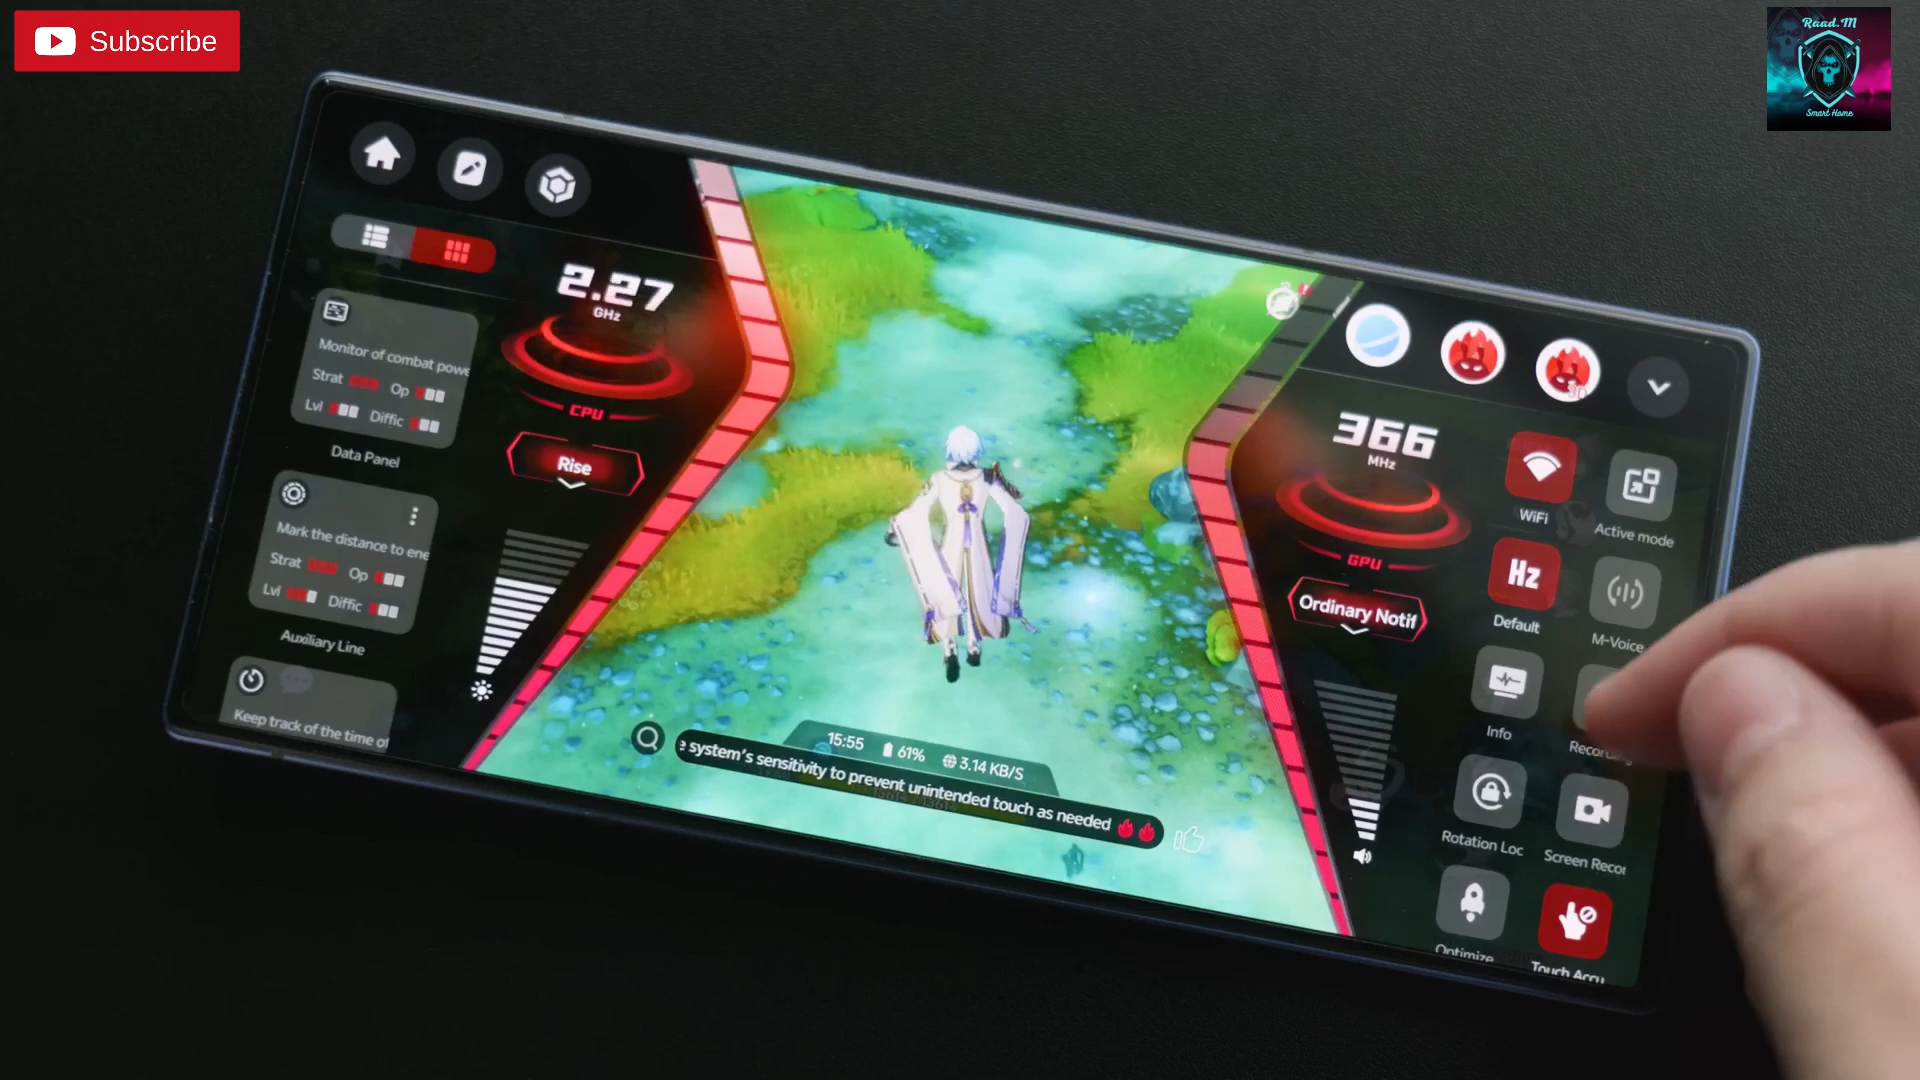 Subscribe
Raad.M
Smart Home
2.27
GHz
CPU
Rise
Monitor of combat powe
Strat
Op
Lvl
Diffic
Data Panel
Mark the distance to ene
Strat
Op
Lvl
Diffic
Auxiliary Line
Keep track of the time of
15:55
61%
3.14 KB/S
e system's sensitivity to prevent unintended touch as needed
366
MHz
GPU
Ordinary Notif
WiFi
Active mode
Hz
Default
M-Voice
Info
Rotation Loc
Screen Recor
Optimize
Touch Accu